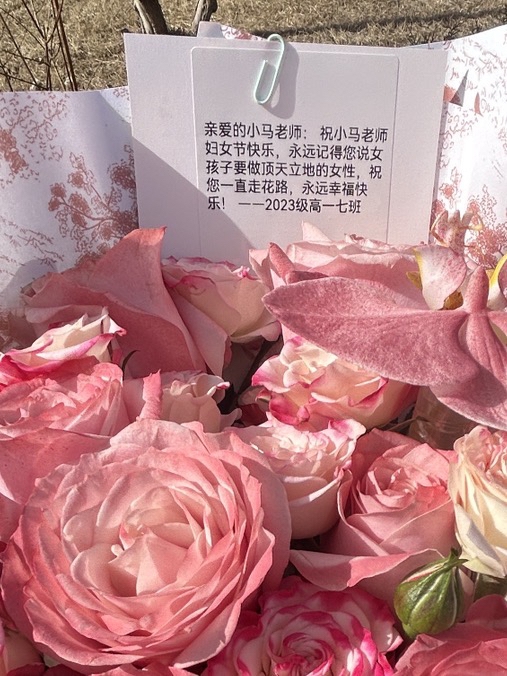 亲爱的小马老师： 祝小马老师
妇女节快乐，永远记得您说女
孩子要做顶天立地的女性，祝
您一直走花路，永远幸福快
乐！ ——2023级高一七班